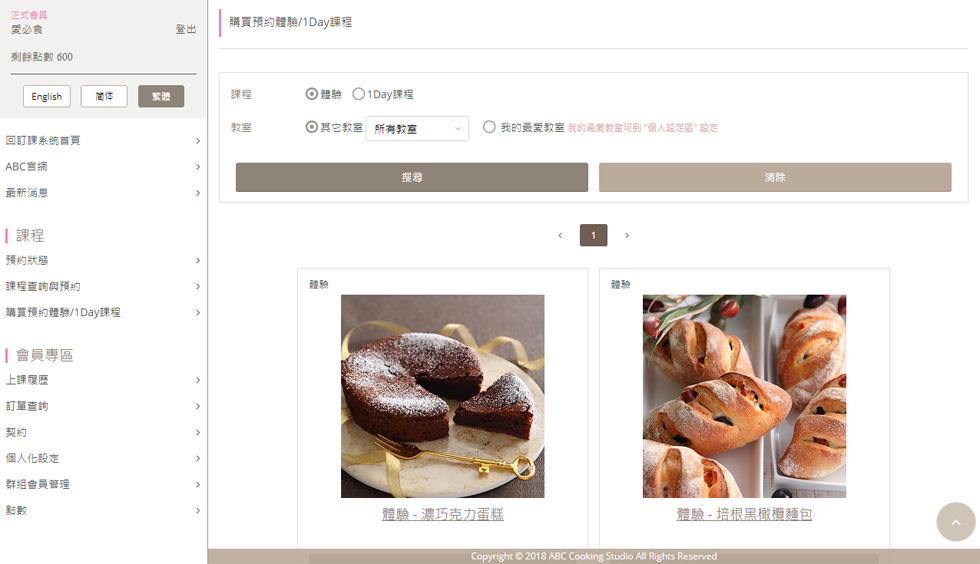 正式會員
愛必食
登出
剩餘點數 600
English
简体
繁體
回訂課系統首頁
ABC官網
最新消息
課程
預約狀態
課程查詢與預約
購買預約體驗/1Day課程
會員專區
上課履歷
訂單查詢
契約
個人化設定
群組會員管理
點數
購買預約體驗/1Day課程
課程
體驗
1Day課程
教室
其它教室
所有教室
我的最愛教室 我的最愛教室可到 "個人設定區" 設定
搜尋
清除
1
體驗
體驗 - 濃巧克力蛋糕
體驗
體驗 - 培根黑橄欖麵包
Copyright © 2018 ABC Cooking Studio All Rights Reserved